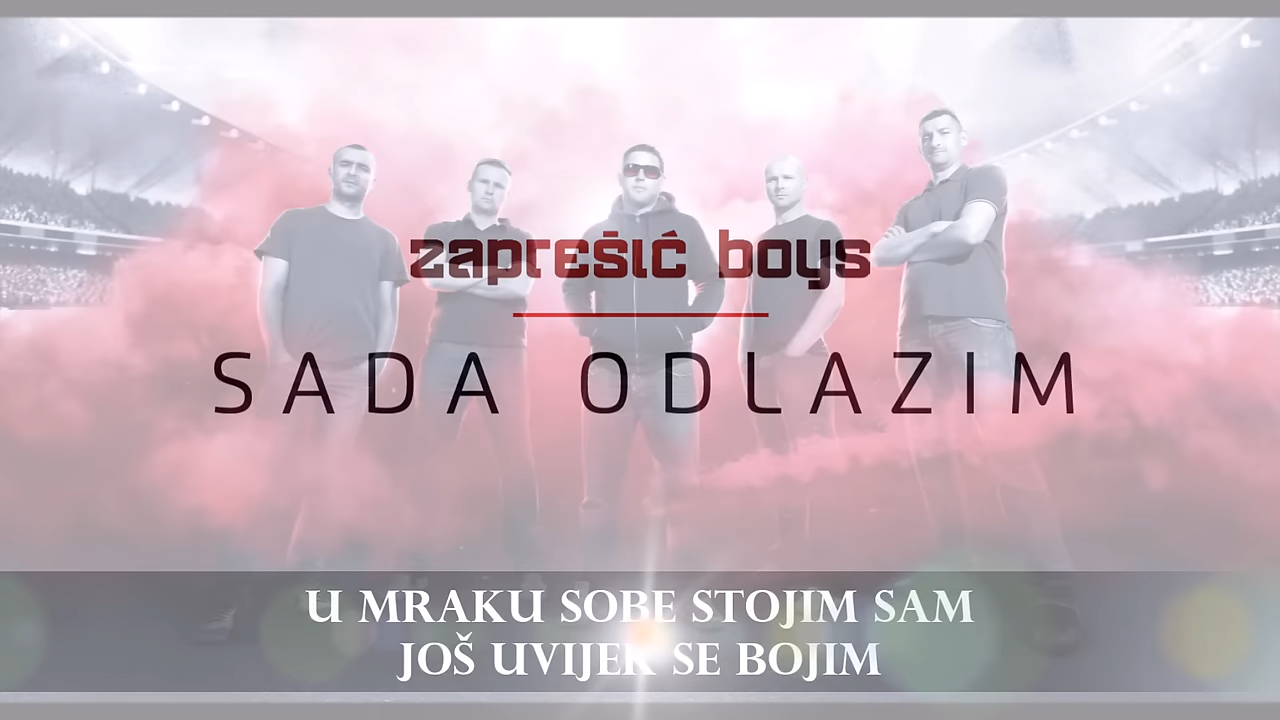 zaprešić boys
SADA ODLAZIM
U MRAKU SOBE STOJIM SAM
JOŠ UVIJEK SE BOJIM